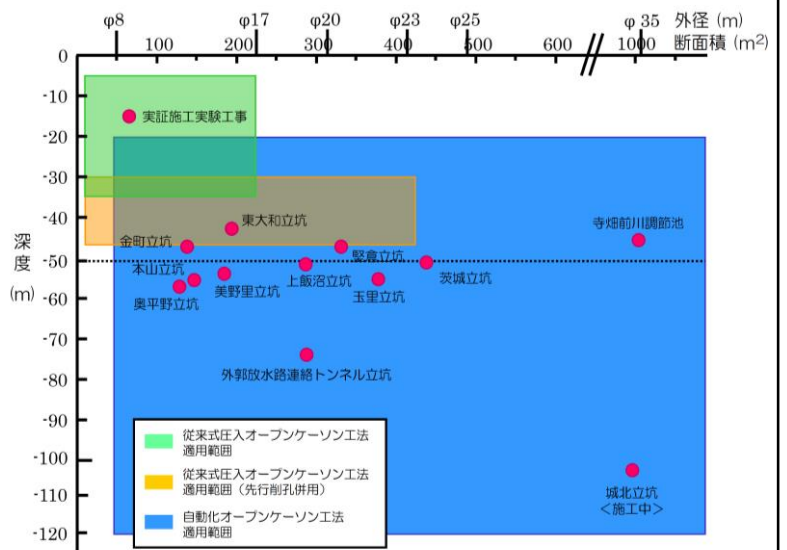 φ8 φ17 φ20 φ23 φ25 φ 35 外径 (m)
100 200 300 400 500 600 1000 断面積 (m²)
0
-10
-20
-30
-40
-50
-60
-70
-80
-90
-100
-110
-120
深度
(m)
実証施工実験工事
東大和立坑
金町立坑
寺畑前川調節池
堅倉立坑
本山立坑
上飯沼立坑
茨城立坑
美野里立坑
玉里立坑
奥平野立坑
外郭放水路連絡トンネル立坑
城北立坑
＜施工中＞
従来式圧入オープンケーソン工法
適用範囲
従来式圧入オープンケーソン工法
適用範囲（先行削孔併用）
自動化オープンケーソン工法
適用範囲